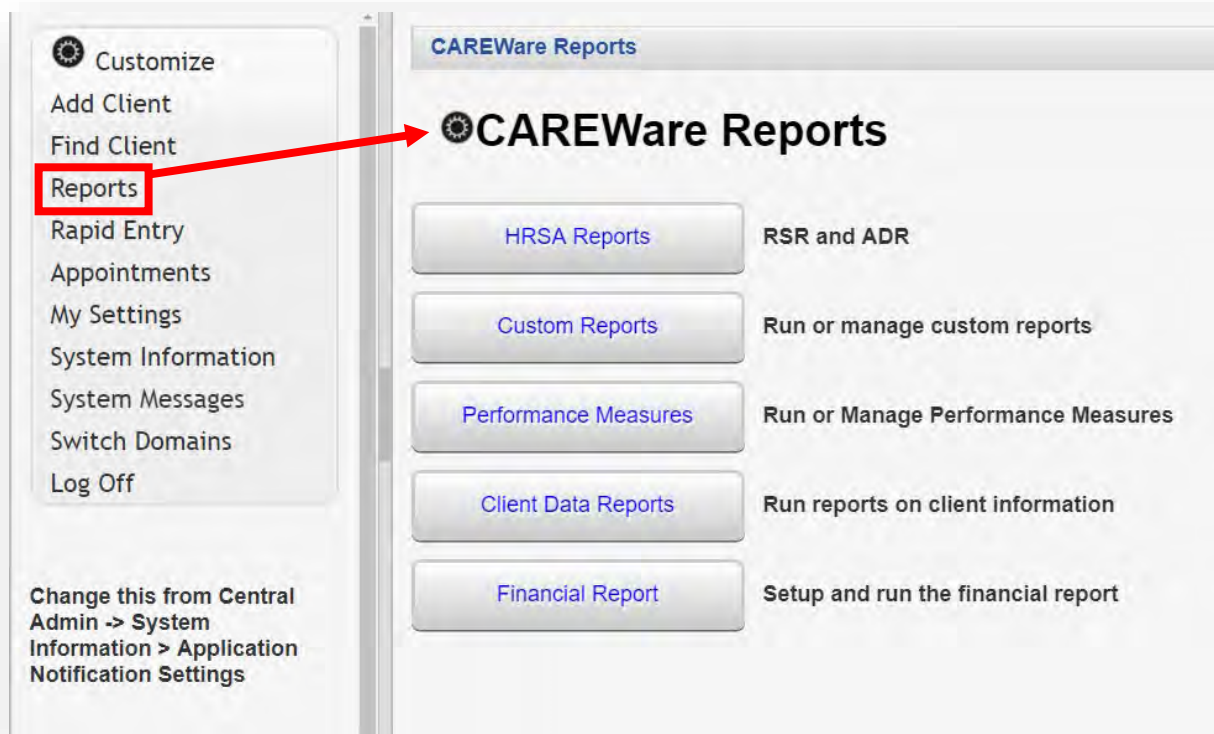 Customize
Add Client
Find Client
Reports
Rapid Entry
Appointments
My Settings
System Information
System Messages
Switch Domains
Log Off
Change this from Central
Admin -> System
Information > Application
Notification Settings
CAREWare Reports
CAREWare Reports
HRSA Reports RSR and ADR
Custom Reports Run or manage custom reports
Performance Measures Run or Manage Performance Measures
Client Data Reports Run reports on client information
Financial Report Setup and run the financial report